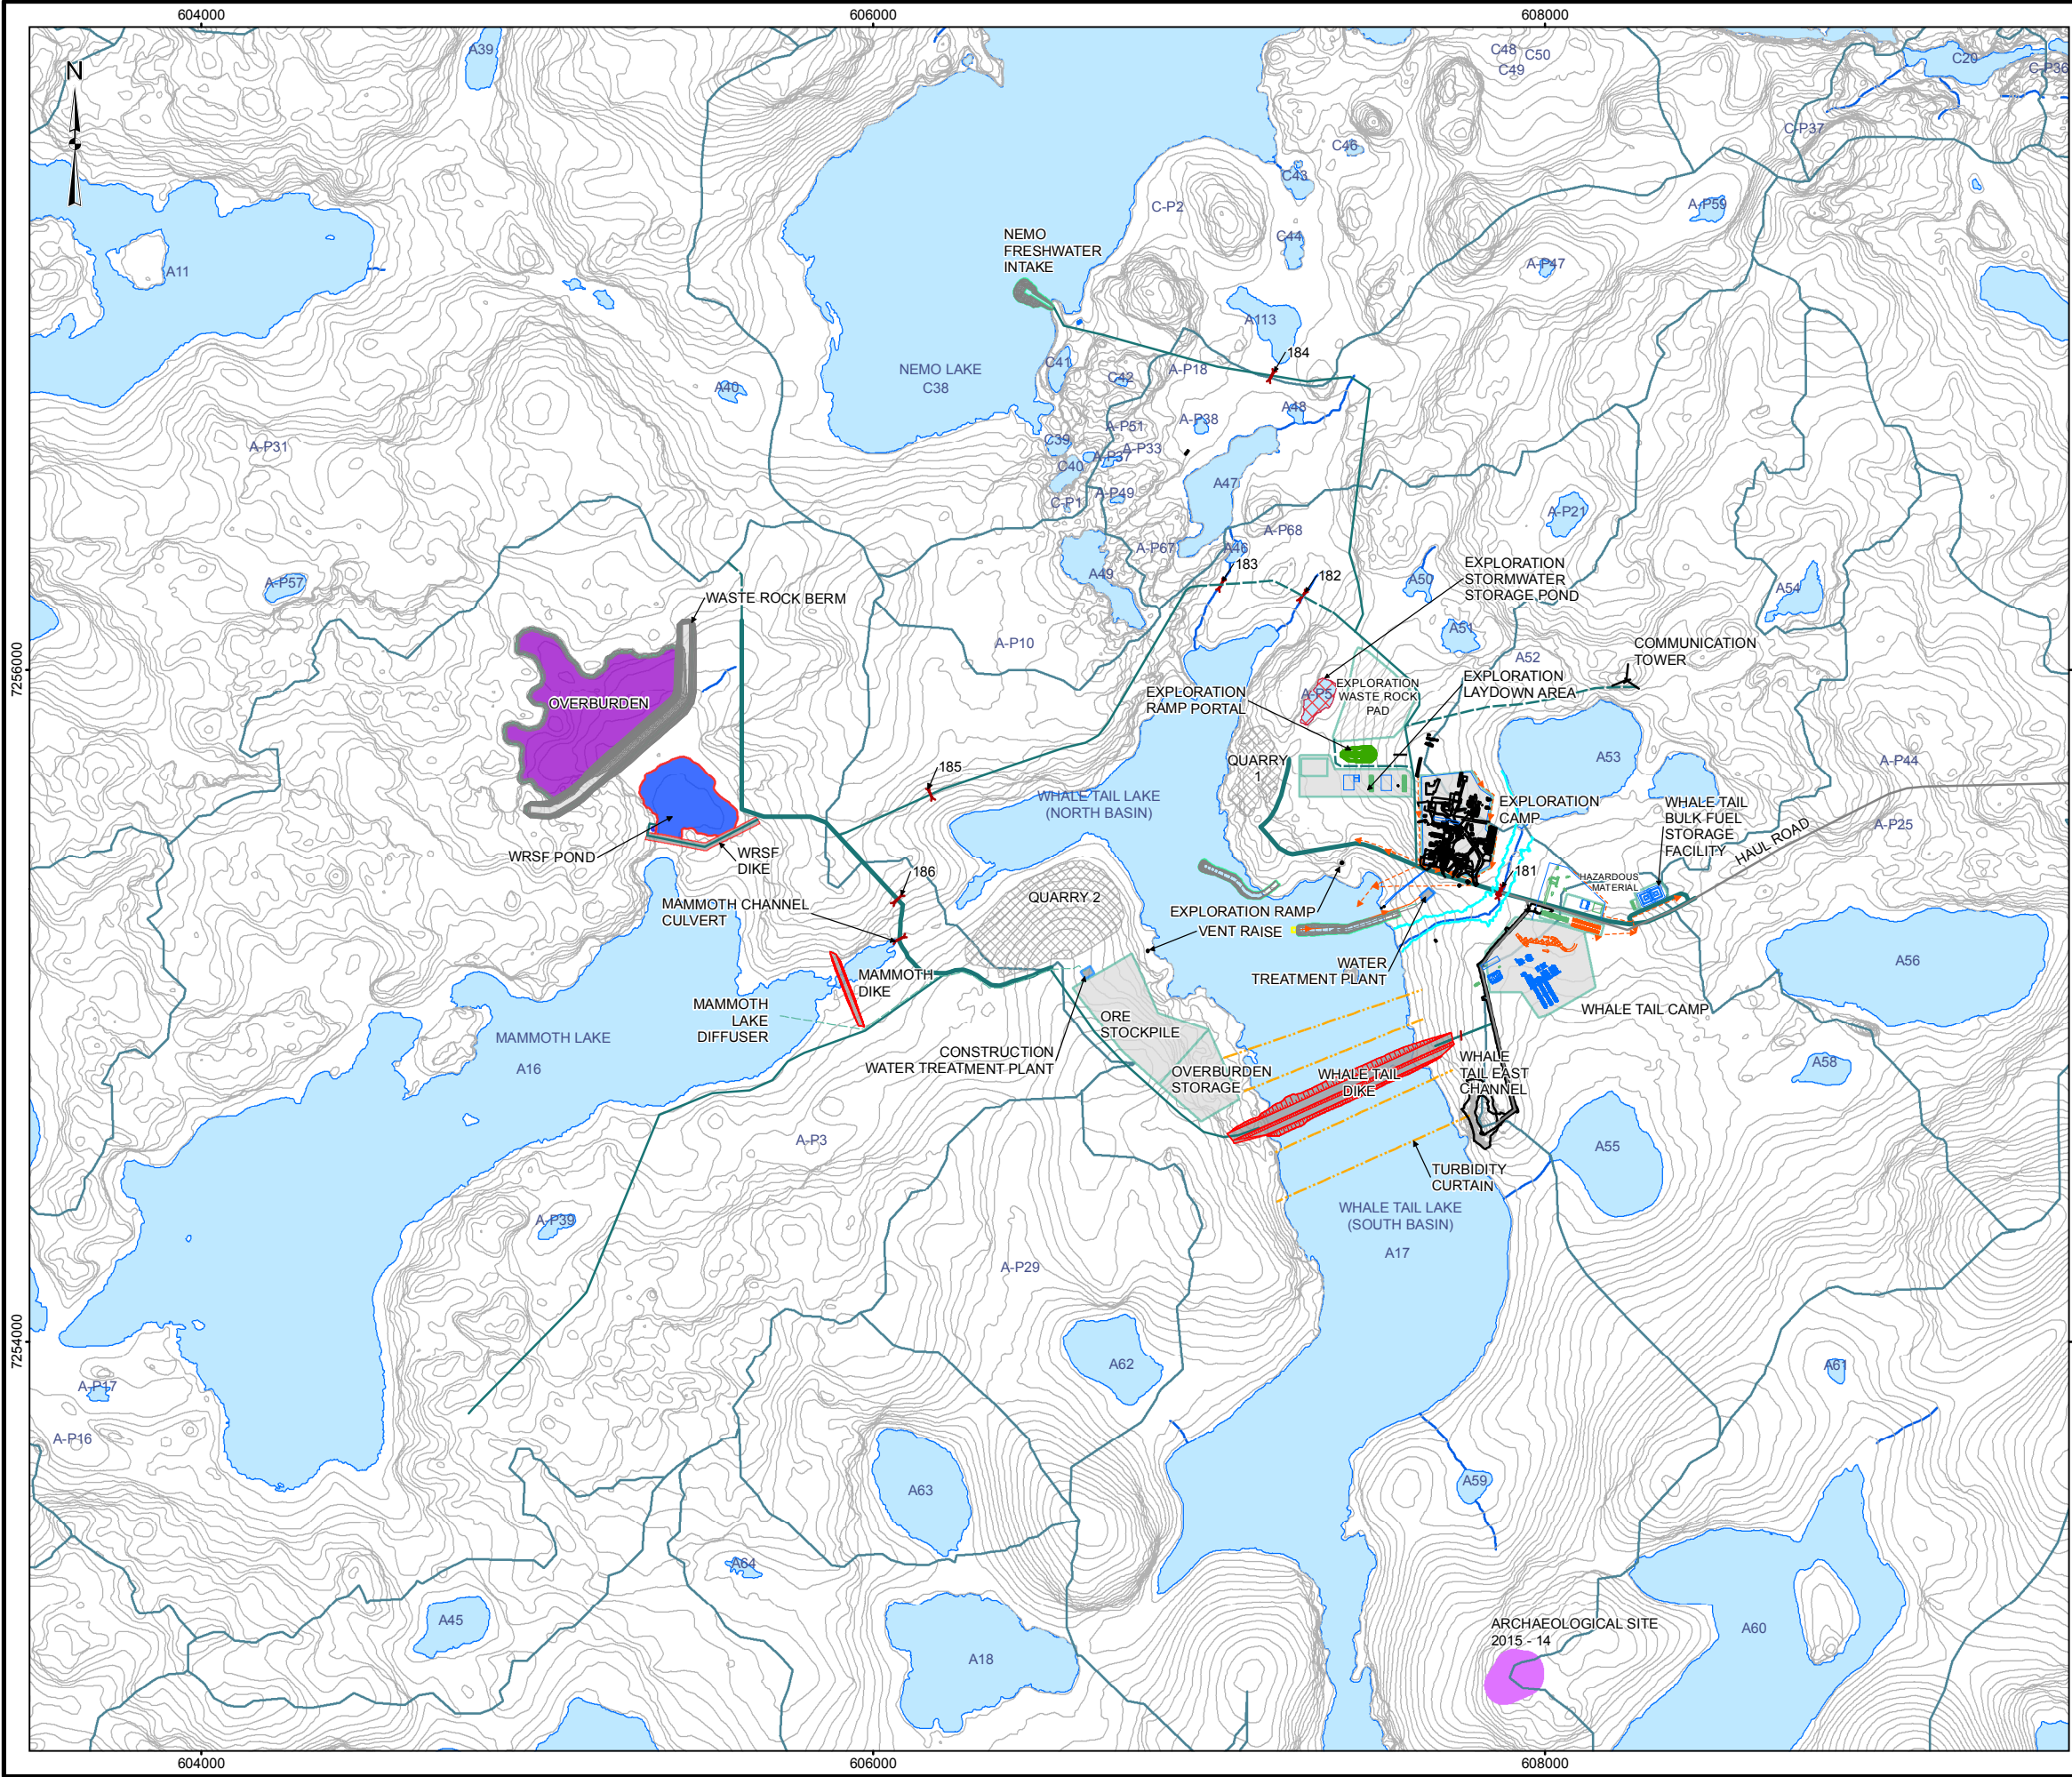 604000
606000
608000
N
A39
C48
C50
C49
C20
C-P36
C-P37
C46
C43
C-P2
A-P59
C44
A-P47
A11
NEMO
FRESHWATER
INTAKE
A113
184
C41
NEMO LAKE
C38
C42
A-P18
A40
A48
A-P38
A-P51
A-P31
C39
A-P33
A-P37
C40
A47
A-P49
C-P1
A-P21
A-P68
A-P67
A46
183
182
A49
A50
EXPLORATION
STORMWATER
STORAGE POND
A-P57
A54
WASTE ROCK BERM
A51
A-P10
A52
COMMUNICATION
TOWER
7256000
EXPLORATION
LAYDOWN AREA
EXPLORATION
RAMP PORTAL
A-P5
EXPLORATION
WASTE ROCK
PAD
OVERBURDEN
QUARRY
1
A53
A-P44
185
WHALE TAIL LAKE
(NORTH BASIN)
EXPLORATION
CAMP
WHALE TAIL
BULK FUEL
STORAGE
FACILITY
A-P25
HAUL ROAD
WRSF POND
WRSF
DIKE
186
181
HAZARDOUS
MATERIAL
QUARRY 2
MAMMOTH CHANNEL
CULVERT
EXPLORATION RAMP
VENT RAISE
WATER
TREATMENT PLANT
A56
MAMMOTH
DIKE
MAMMOTH
LAKE
DIFFUSER
WHALE TAIL CAMP
ORE
STOCKPILE
MAMMOTH LAKE
A16
CONSTRUCTION
WATER TREATMENT PLANT
OVERBURDEN
STORAGE
WHALE TAIL
DIKE
WHALE
TAIL EAST
CHANNEL
A58
A-P3
A55
TURBIDITY
CURTAIN
A-P39
WHALE TAIL LAKE
(SOUTH BASIN)
A17
A-P29
7254000
A62
A61
A-P17
A-P16
A59
A63
A64
A45
ARCHAEOLOGICAL SITE
2015 - 14
A60
A18
604000
606000
608000